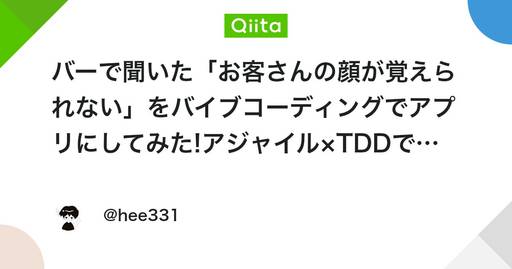 Qiita
バーで聞いた「お客さんの顔が覚えら
れない」をバイブコーディングでアプ
リにしてみた!アジャイル×TDDで…
@hee331